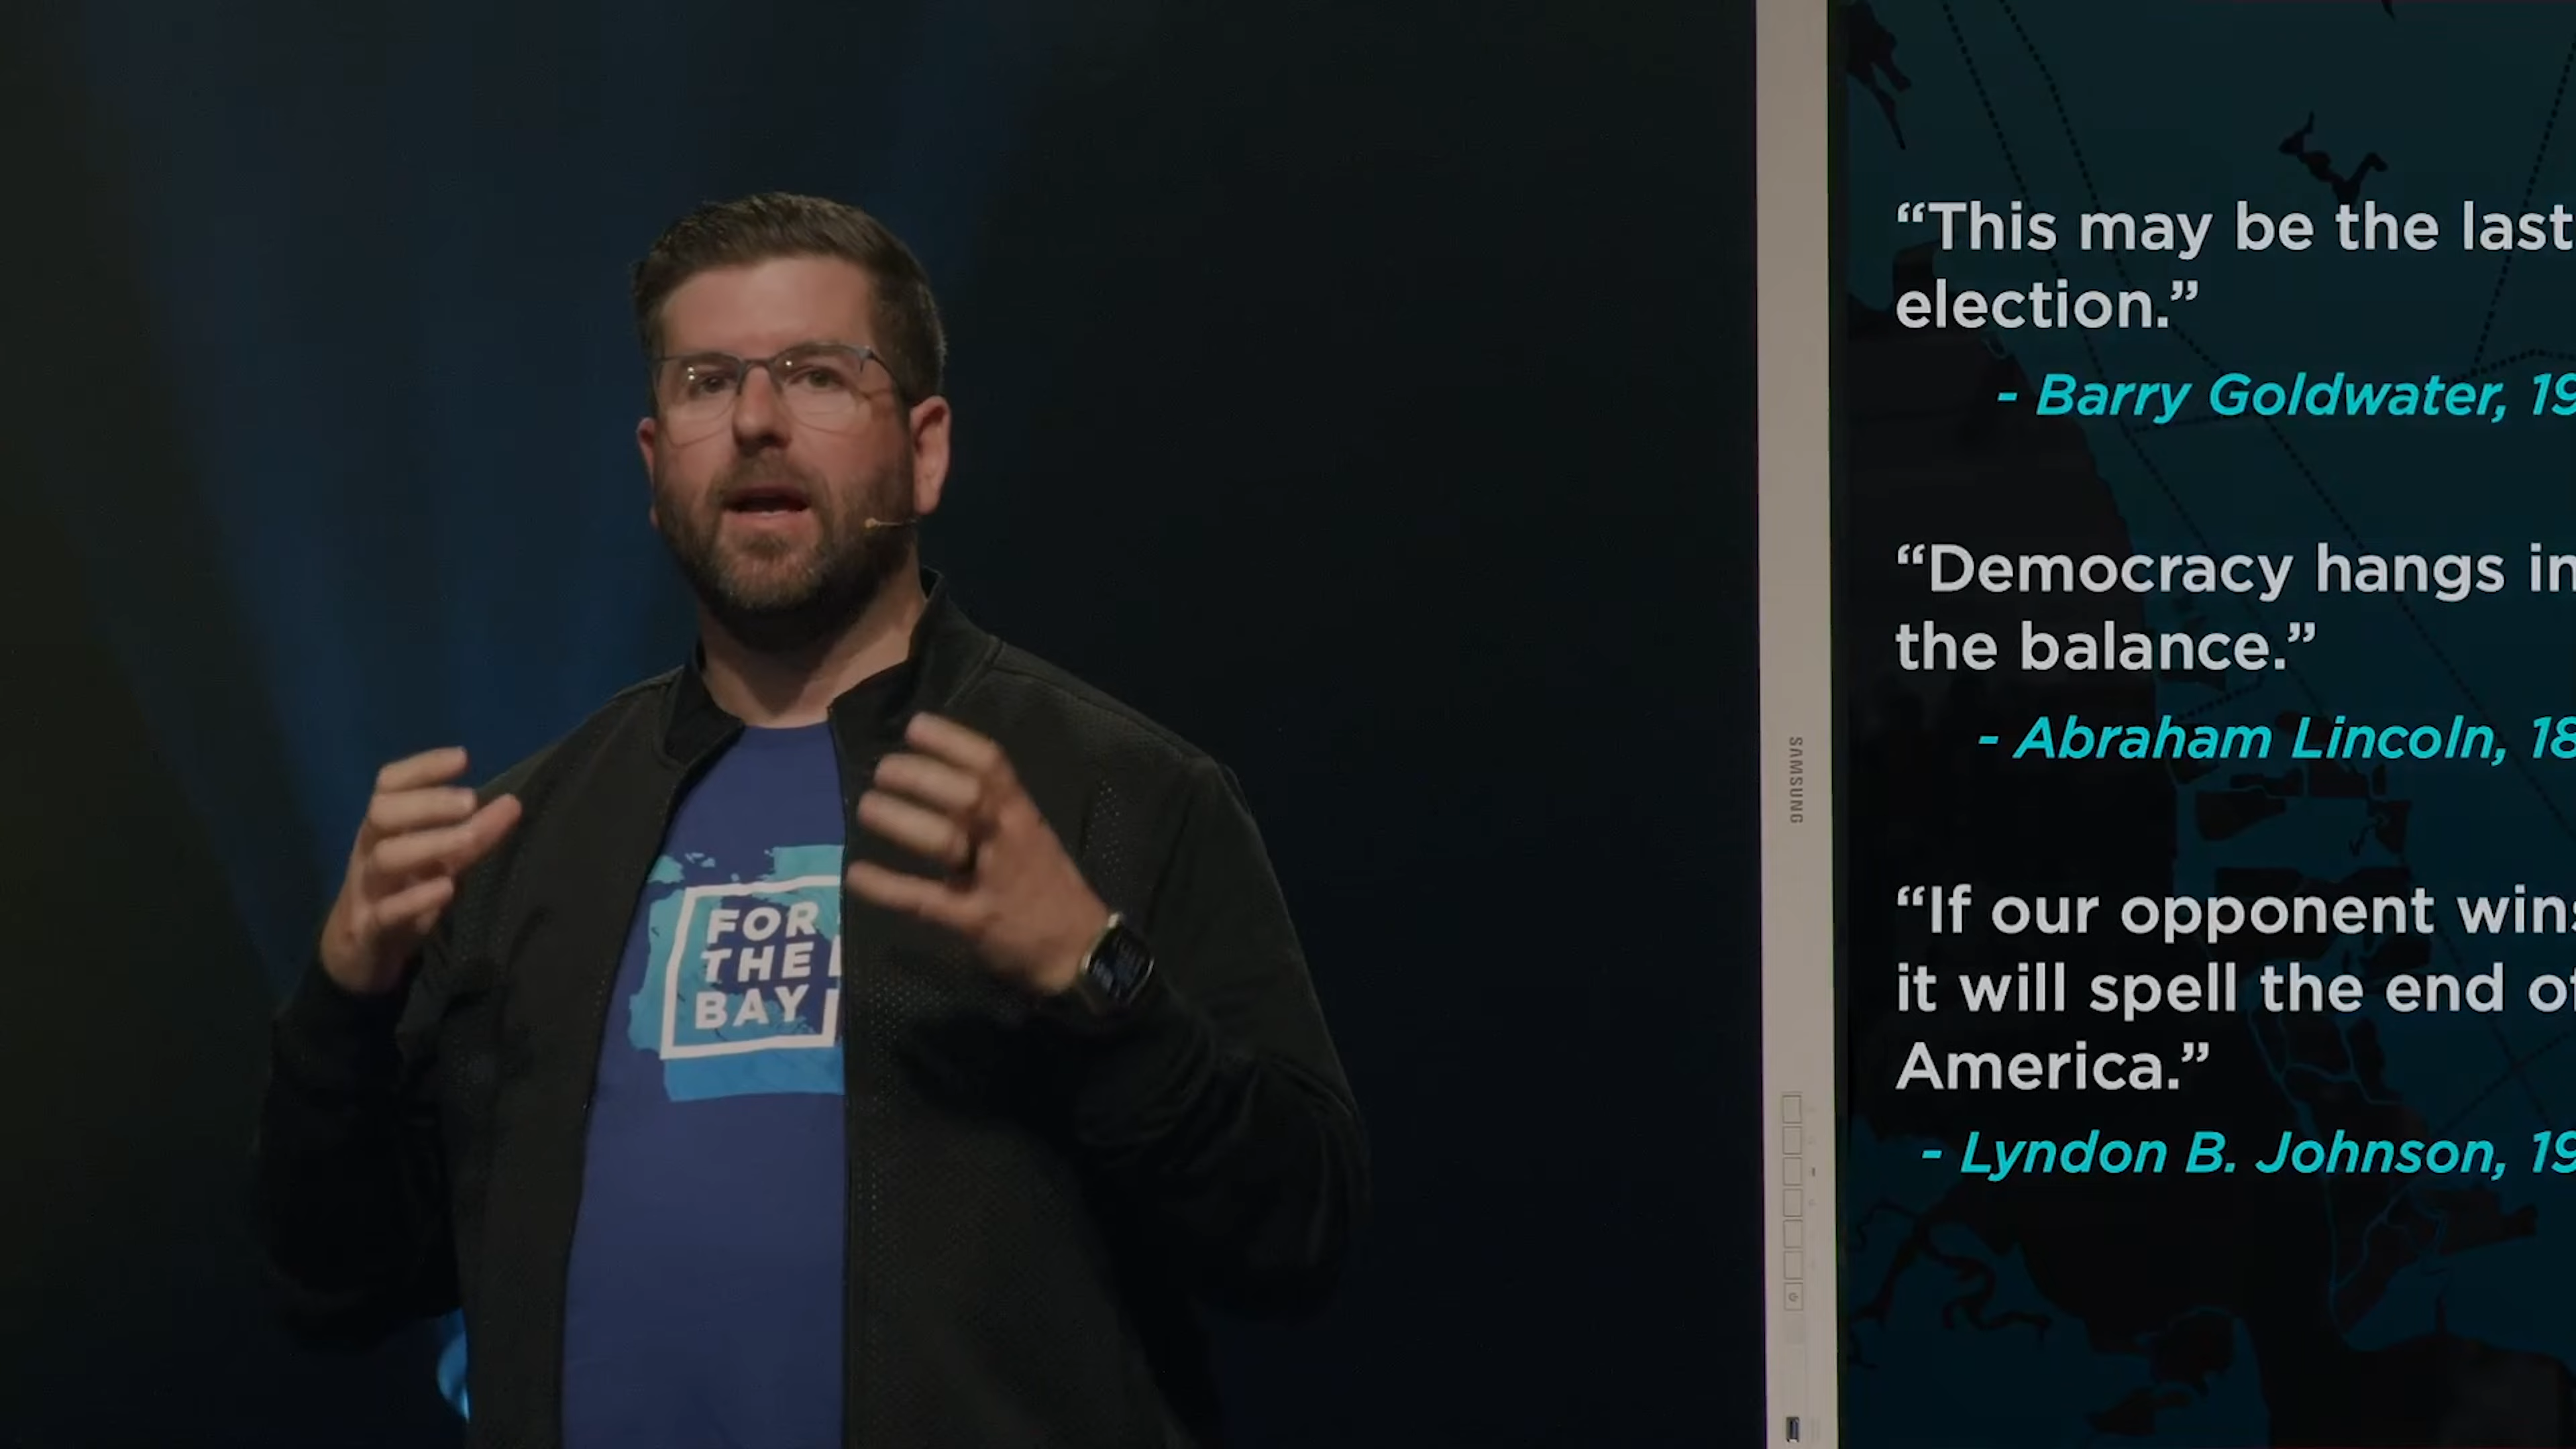 FOR
THE
BAY
SAMSUNG
“This may be the last
election.”
- Barry Goldwater, 19
“Democracy hangs in
the balance.”
- Abraham Lincoln, 18
“If our opponent wins
it will spell the end of
America.”
- Lyndon B. Johnson, 19